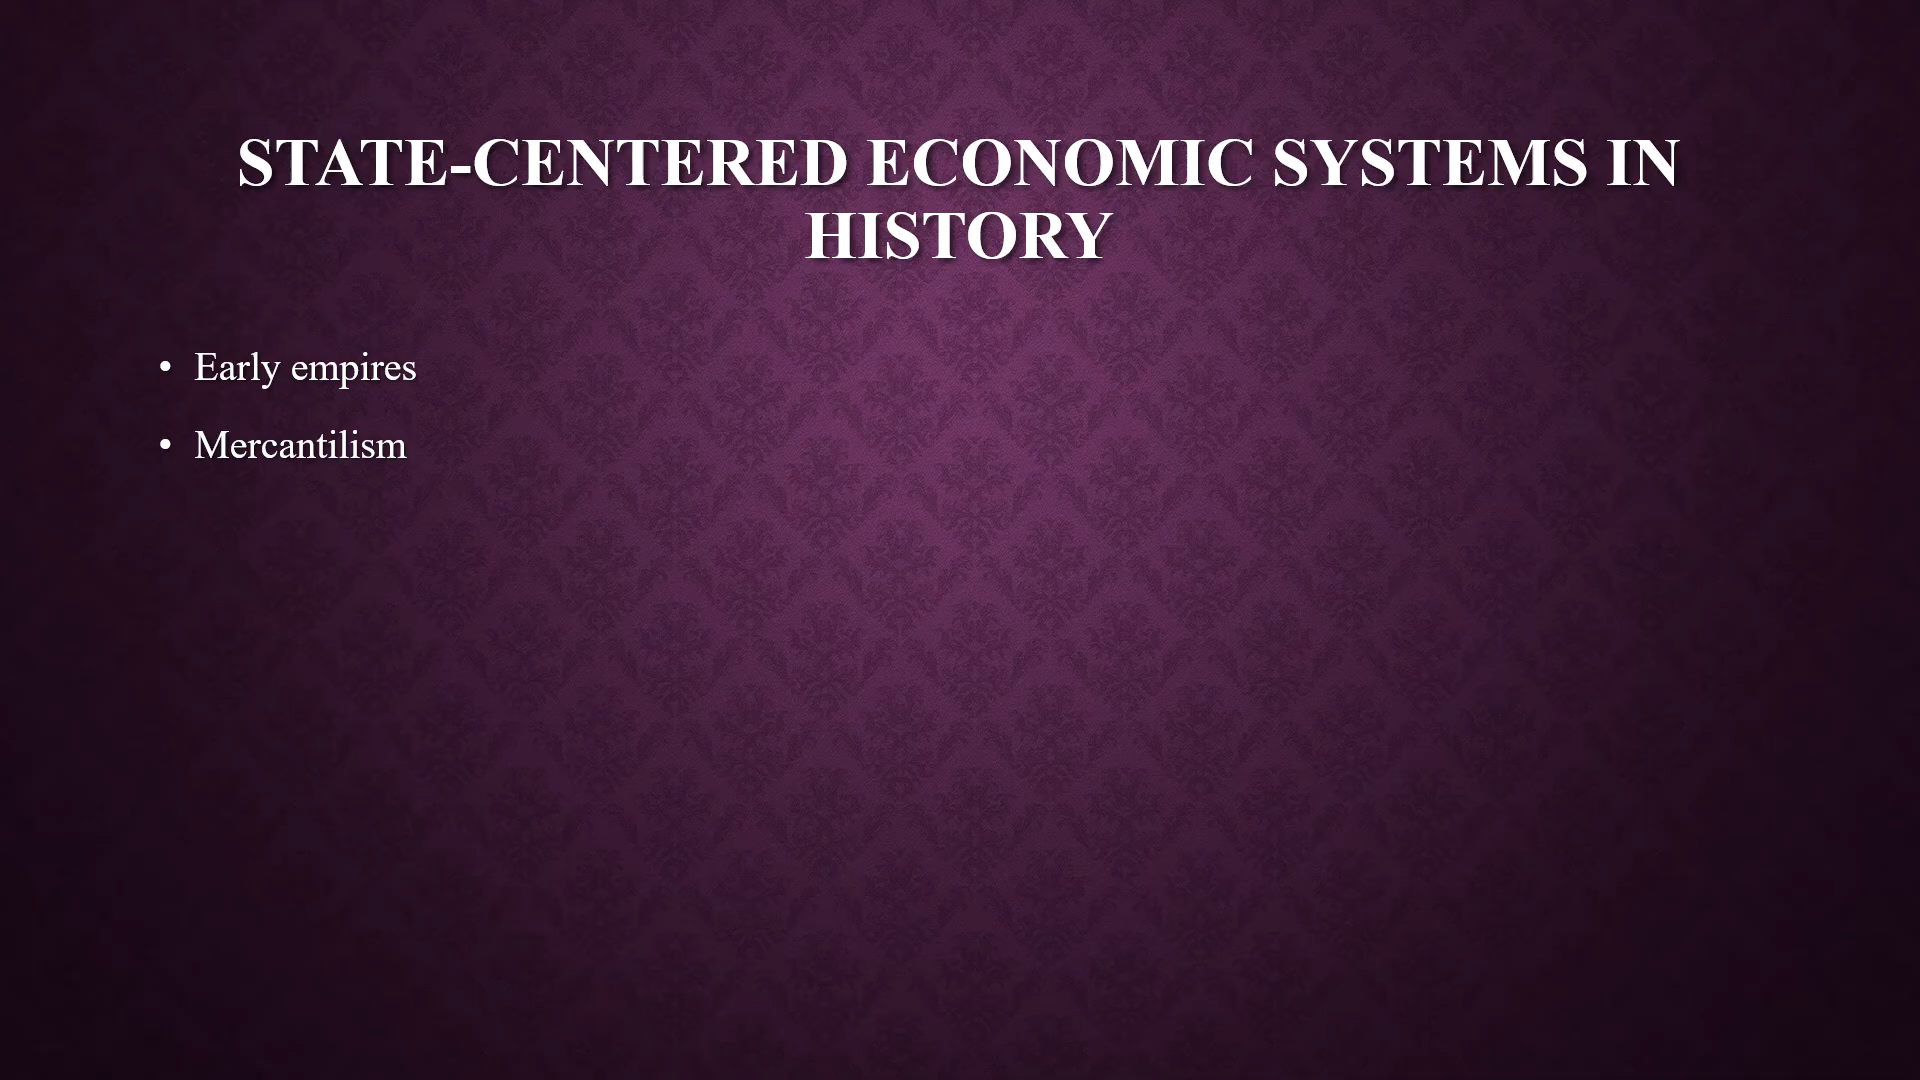 STATE-CENTERED ECONOMIC SYSTEMS IN
HISTORY
• Early empires
• Mercantilism